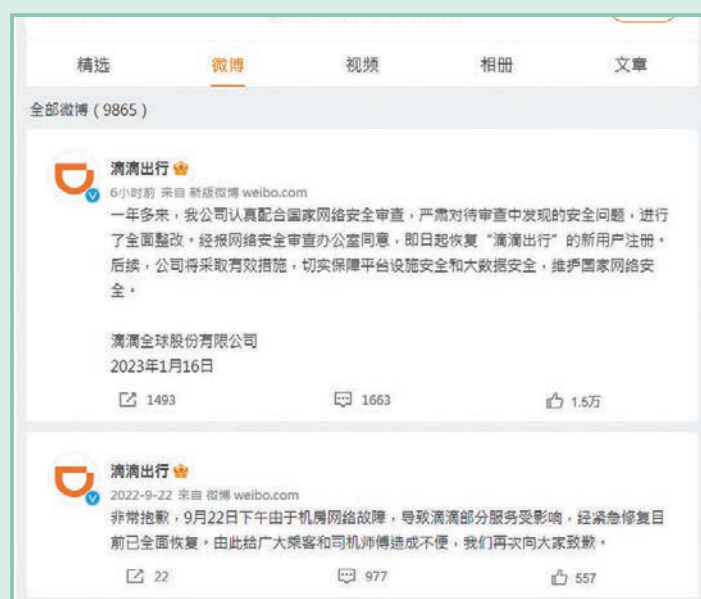 精选 微博 视频 相册 文章
全部微博（9865）
滴滴出行
6小时前 来自 新版微博 weibo.com
一年多来，我公司认真配合国家网络安全审查，严肃对待审查中发现的安全问题，进行
了全面整改。经报网络安全审查办公室同意，即日起恢复“滴滴出行”的新用户注册。
后续，公司将采取有效措施，切实保障平台设施安全和大数据安全，维护国家网络安
全。
滴滴全球股份有限公司
2023年1月16日
1493 1663 1.5万
滴滴出行
2022-9-22 来自 微博 weibo.com
非常抱歉，9月22日下午由于机房网络故障，导致滴滴部分服务受影响，经紧急修复目
前已全面恢复。由此给广大乘客和司机师傅造成不便，我们再次向大家致歉。
22 977 557